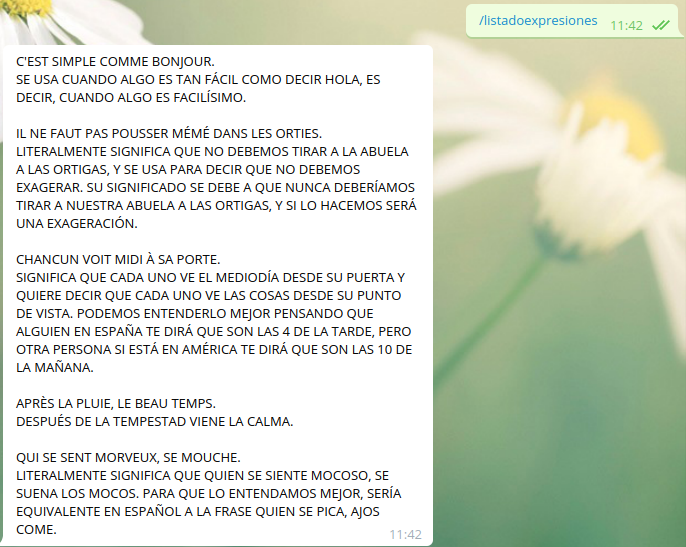 /listadoexpresiones 11:42
C'EST SIMPLE COMME BONJOUR.
SE USA CUANDO ALGO ES TAN FÁCIL COMO DECIR HOLA, ES
DECIR, CUANDO ALGO ES FACILÍSIMO.
IL NE FAUT PAS POUSSER MÉMÉ DANS LES ORTIES.
LITERALMENTE SIGNIFICA QUE NO DEBEMOS TIRAR A LA ABUELA
A LAS ORTIGAS, Y SE USA PARA DECIR QUE NO DEBEMOS
EXAGERAR. SU SIGNIFICADO SE DEBE A QUE NUNCA DEBERÍAMOS
TIRAR A NUESTRA ABUELA A LAS ORTIGAS, Y SI LO HACEMOS SERÁ
UNA EXAGERACIÓN.
CHANCUN VOIT MIDI À SA PORTE.
SIGNIFICA QUE CADA UNO VE EL MEDIODÍA DESDE SU PUERTA Y
QUIERE DECIR QUE CADA UNO VE LAS COSAS DESDE SU PUNTO
DE VISTA. PODEMOS ENTENDERLO MEJOR PENSANDO QUE
ALGUIEN EN ESPAÑA TE DIRÁ QUE SON LAS 4 DE LA TARDE, PERO
OTRA PERSONA SI ESTÁ EN AMÉRICA TE DIRÁ QUE SON LAS 10 DE
LA MAÑANA.
APRÈS LA PLUIE, LE BEAU TEMPS.
DESPUÉS DE LA TEMPESTAD VIENE LA CALMA.
QUI SE SENT MORVEUX, SE MOUCHE.
LITERALMENTE SIGNIFICA QUE QUIEN SE SIENTE MOCOSO, SE
SUENA LOS MOCOS. PARA QUE LO ENTENDAMOS MEJOR, SERÍA
EQUIVALENTE EN ESPAÑOL A LA FRASE QUIEN SE PICA, AJOS
COME. 11:42